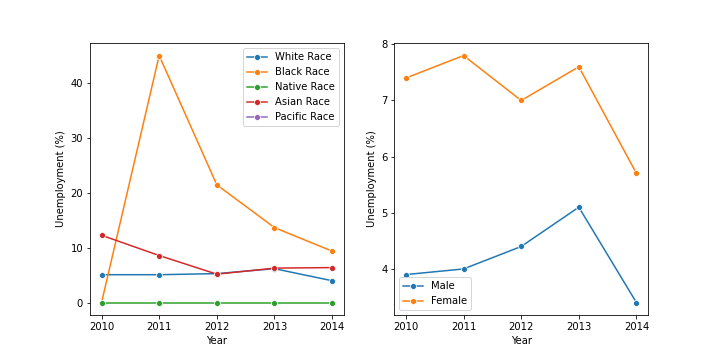 Unemployment (%)
40
30
20
10
0
2010 2011 2012 2013 2014
Year
White Race
Black Race
Native Race
Asian Race
Pacific Race
Unemployment (%)
8
7
6
5
4
2010 2011 2012 2013 2014
Year
Male
Female